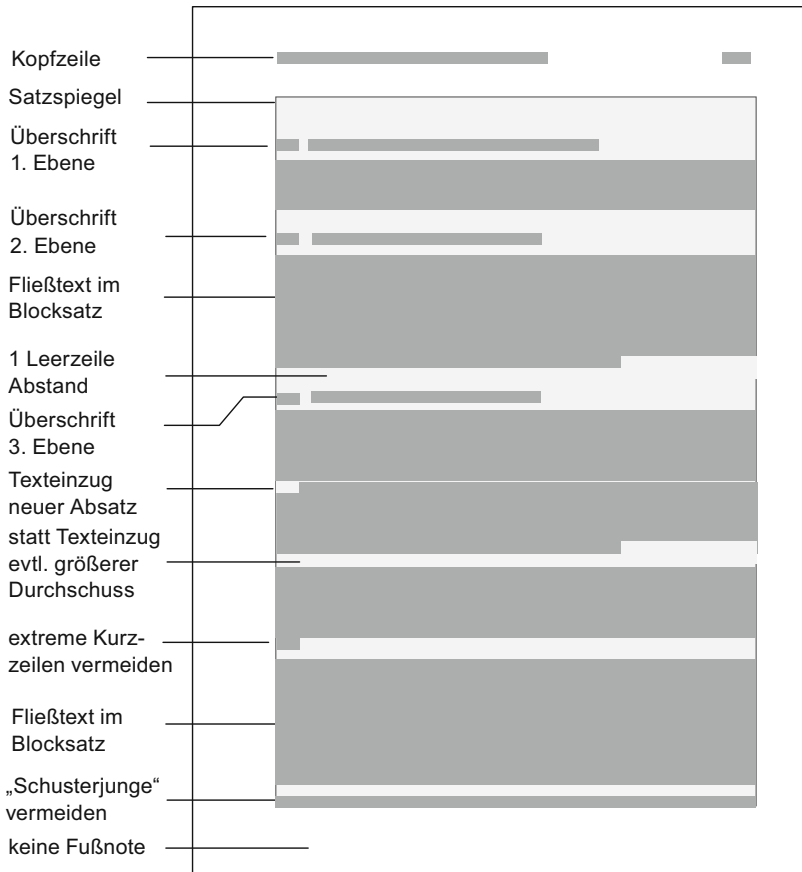 Kopfzeile
Satzspiegel
Überschrift
1. Ebene
Überschrift
2. Ebene
Fließtext im
Blocksatz
1 Leerzeile
Abstand
Überschrift
3. Ebene
Texteinzug
neuer Absatz
statt Texteinzug
evtl. größerer
Durchschuss
extreme Kurz-
zeilen vermeiden
Fließtext im
Blocksatz
„Schusterjunge“
vermeiden
keine Fußnote